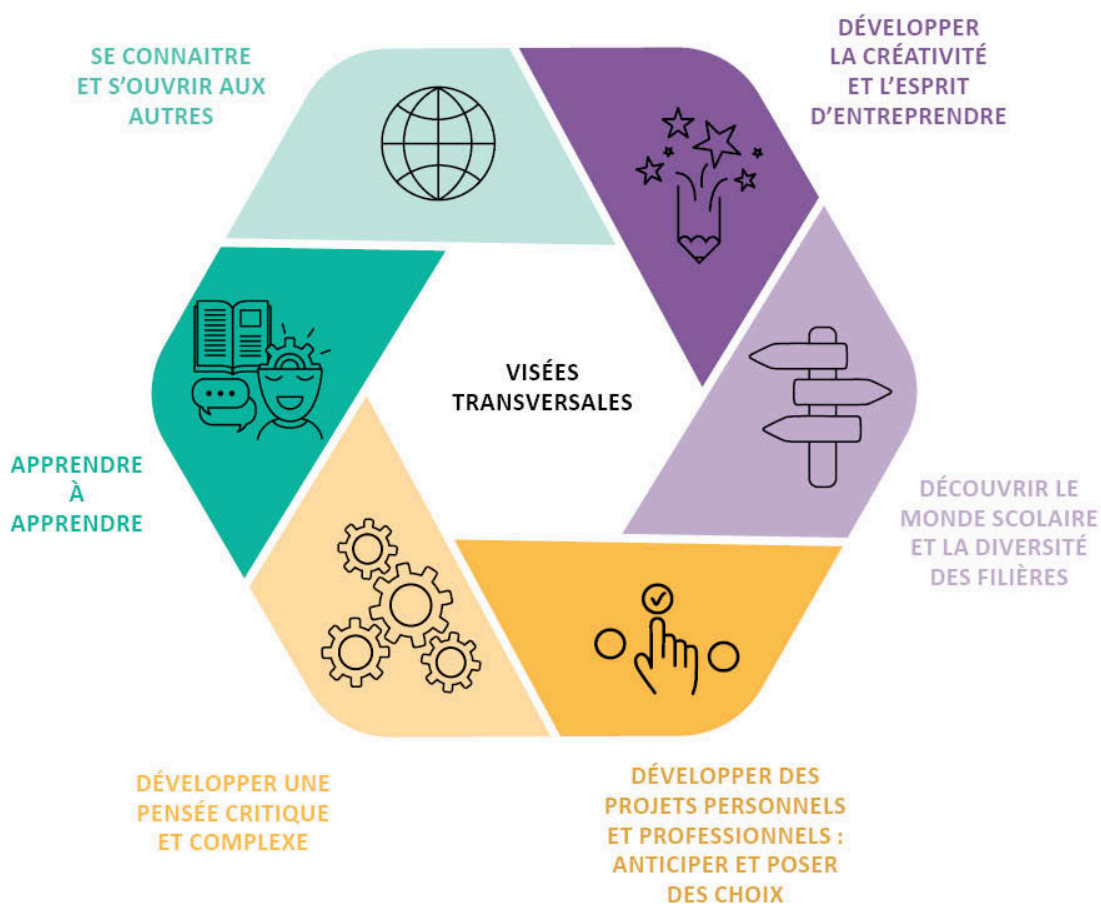 SE CONNAITRE
ET S'OUVRIR AUX
AUTRES
DÉVELOPPER
LA CRÉATIVITÉ
ET L'ESPRIT
D'ENTREPRENDRE
VISÉES
TRANSVERSALES
APPRENDRE
À
APPRENDRE
DÉCOUVRIR LE
MONDE SCOLAIRE
ET LA DIVERSITÉ
DES FILIÈRES
DÉVELOPPER UNE
PENSÉE CRITIQUE
ET COMPLEXE
DÉVELOPPER DES
PROJETS PERSONNELS
ET PROFESSIONNELS :
ANTICIPER ET POSER
DES CHOIX